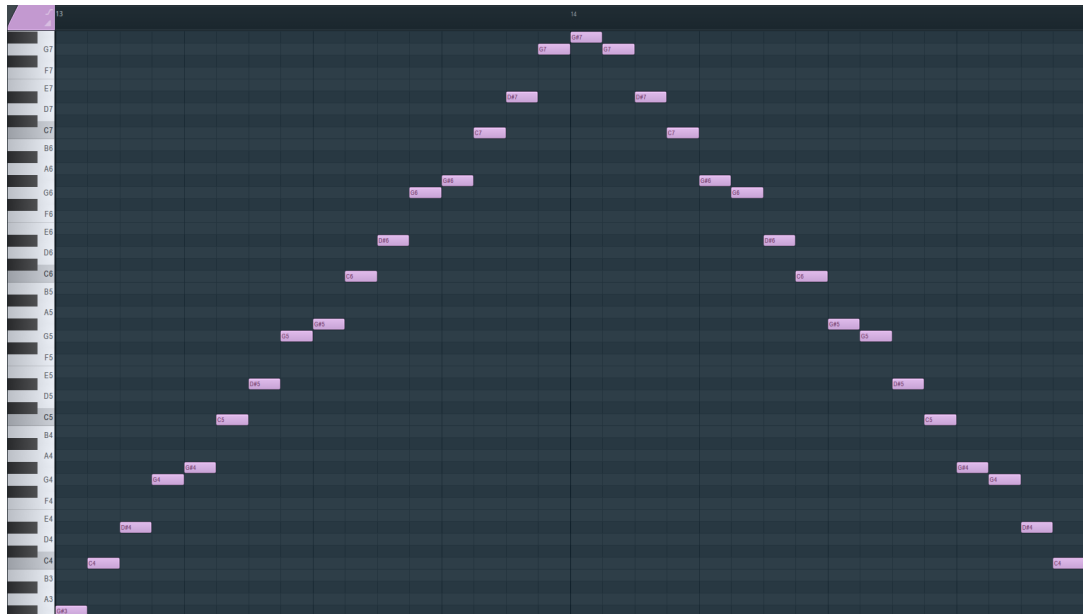 13 14
G#7
G7 G7 G7
F7
E7
D#7 D#7
D7
C7 C7 C7
B6
A6
G#6 G#6
G6 G6 G6
F6
E6
D#6 D#6
D6
C6 C6 C6
B5
A5
G#5 G#5
G5 G5 G5
F5
E5
D#5 D#5
D5
C5 C5 C5
B4
A4
G#4 G#4
G4 G4 G4
F4
E4
D#4 D#4
D4
C4 C4 C4
B3
A3
G#3